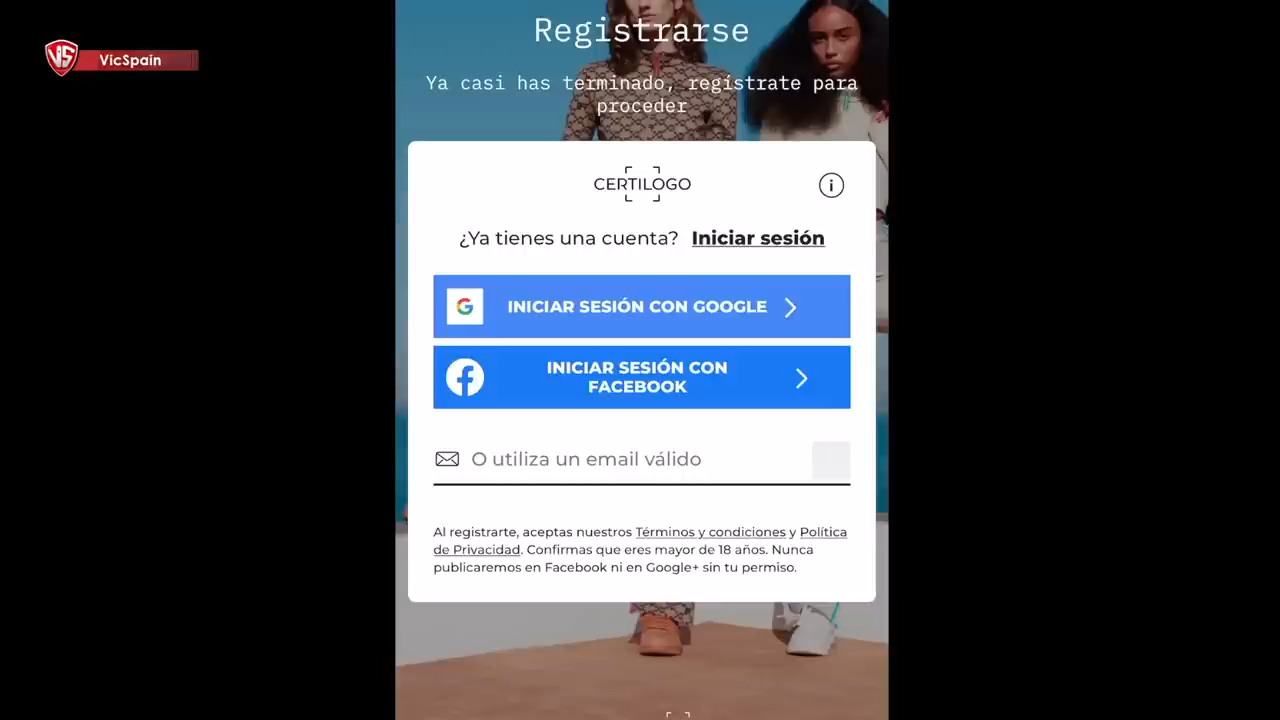 VS VicSpain
Registrarse
Ya casi has terminado, regístrate para
proceder
CERTILOGO
i
¿Ya tienes una cuenta? Iniciar sesión
G INICIAR SESIÓN CON GOOGLE
f INICIAR SESIÓN CON
FACEBOOK
O utiliza un email válido
Al registrarte, aceptas nuestros Términos y condiciones y Política
de Privacidad. Confirmas que eres mayor de 18 años. Nunca
publicaremos en Facebook ni en Google+ sin tu permiso.